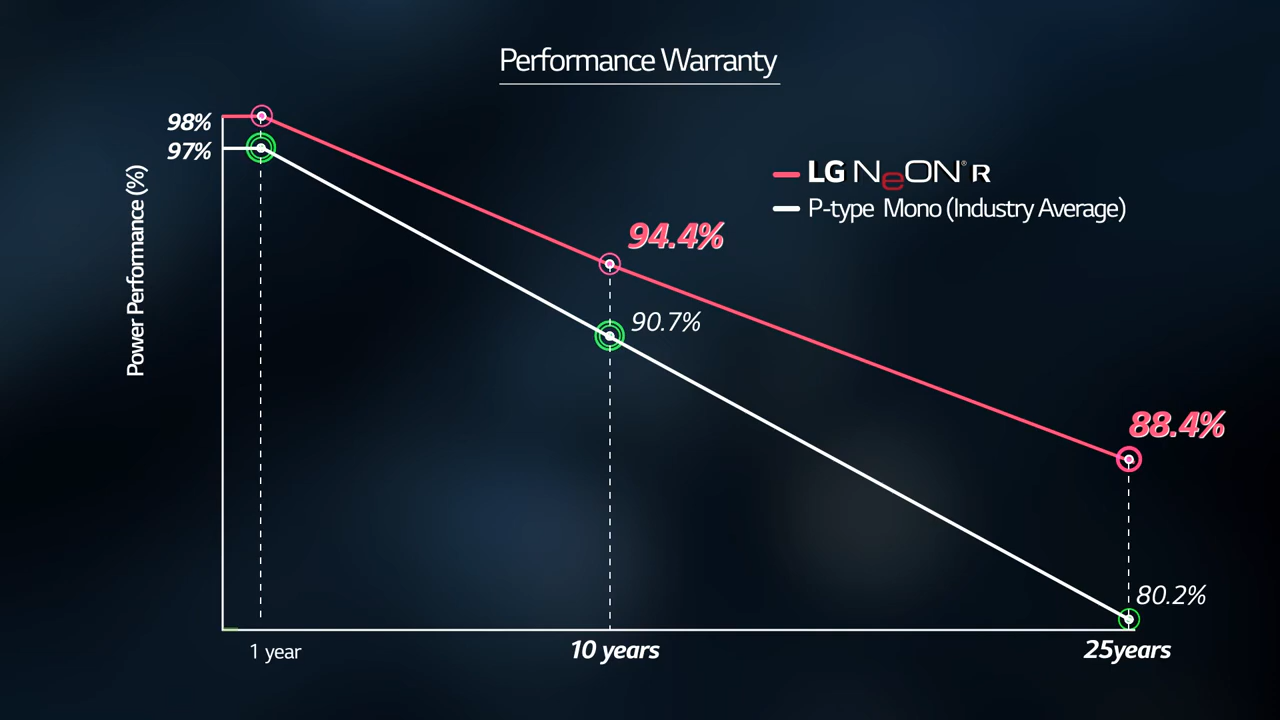 Performance Warranty
98%
97%
Power Performance (%)
LG NeON® R
P-type Mono (Industry Average)
94.4%
90.7%
88.4%
80.2%
1 year
10 years
25years